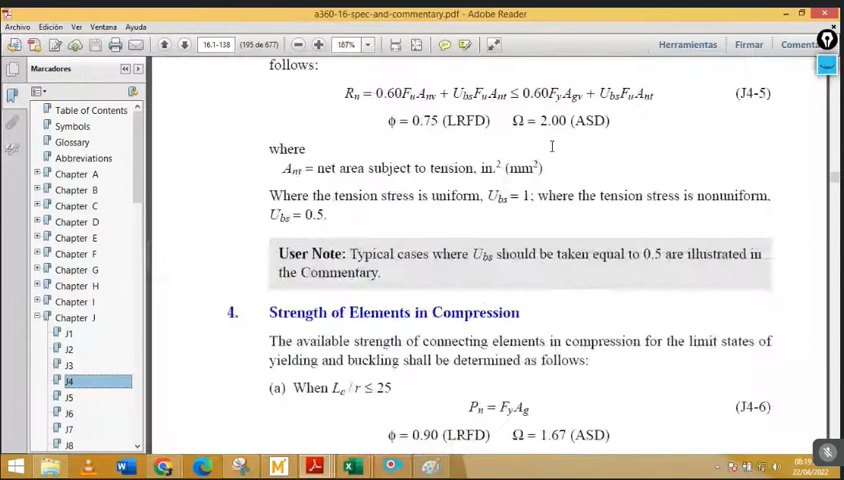 a360-16-spec-and-commentary.pdf - Adobe Reader
Archivo Edición Ver Ventana Ayuda
16.1-138 (195 de 677) 167% Herramientas Firmar Comenta
Marcadores
Table of Contents
Symbols
Glossary
Abbreviations
Chapter A
Chapter B
Chapter C
Chapter D
Chapter E
Chapter F
Chapter G
Chapter H
Chapter I
Chapter J
J1
J2
J3
J4
J5
J6
J7
J8
follows:
Rn = 0.60FuAnv + UbsFuAnt ≤ 0.60FyAgv + UbsFuAnt (J4-5)
ϕ = 0.75 (LRFD) Ω = 2.00 (ASD)
where
Ant = net area subject to tension, in.² (mm²)
Where the tension stress is uniform, Ubs = 1; where the tension stress is nonuniform,
Ubs = 0.5.
User Note: Typical cases where Ubs should be taken equal to 0.5 are illustrated in
the Commentary.
4. Strength of Elements in Compression
The available strength of connecting elements in compression for the limit states of
yielding and buckling shall be determined as follows:
(a) When Lc/r ≤ 25
Pn = FyAg (J4-6)
ϕ = 0.90 (LRFD) Ω = 1.67 (ASD)
22/04/2022